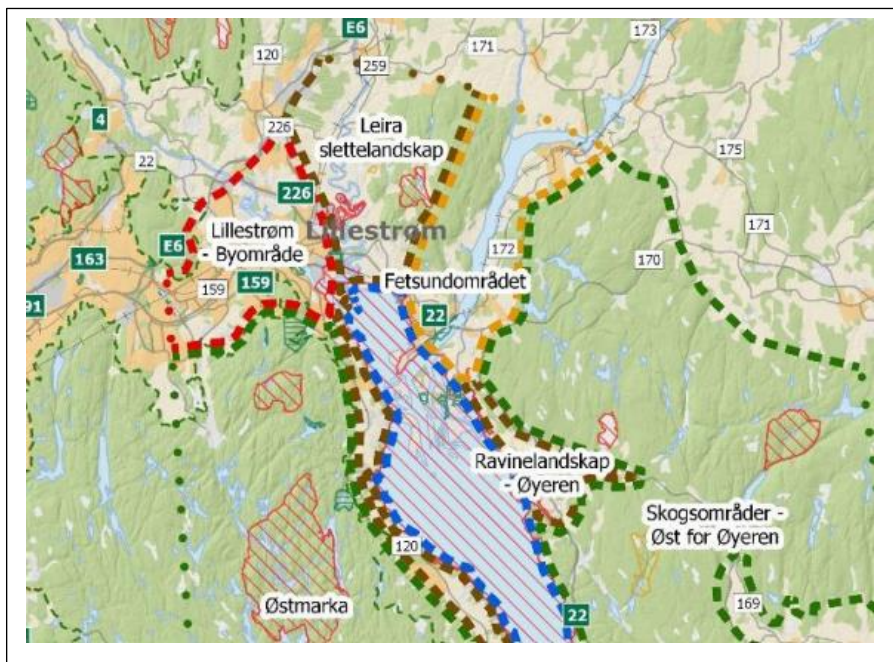 E6
173
120
171
259
4
226
Leira
slettelandskap
175
22
226
Lillestrøm
Lillestrøm
- Byområde
E6
172
171
163
170
159
159
Fetsundområdet
91
22
Ravinelandskap
- Øyeren
Skogsområder -
Øst for Øyeren
120
Østmarka
169
22